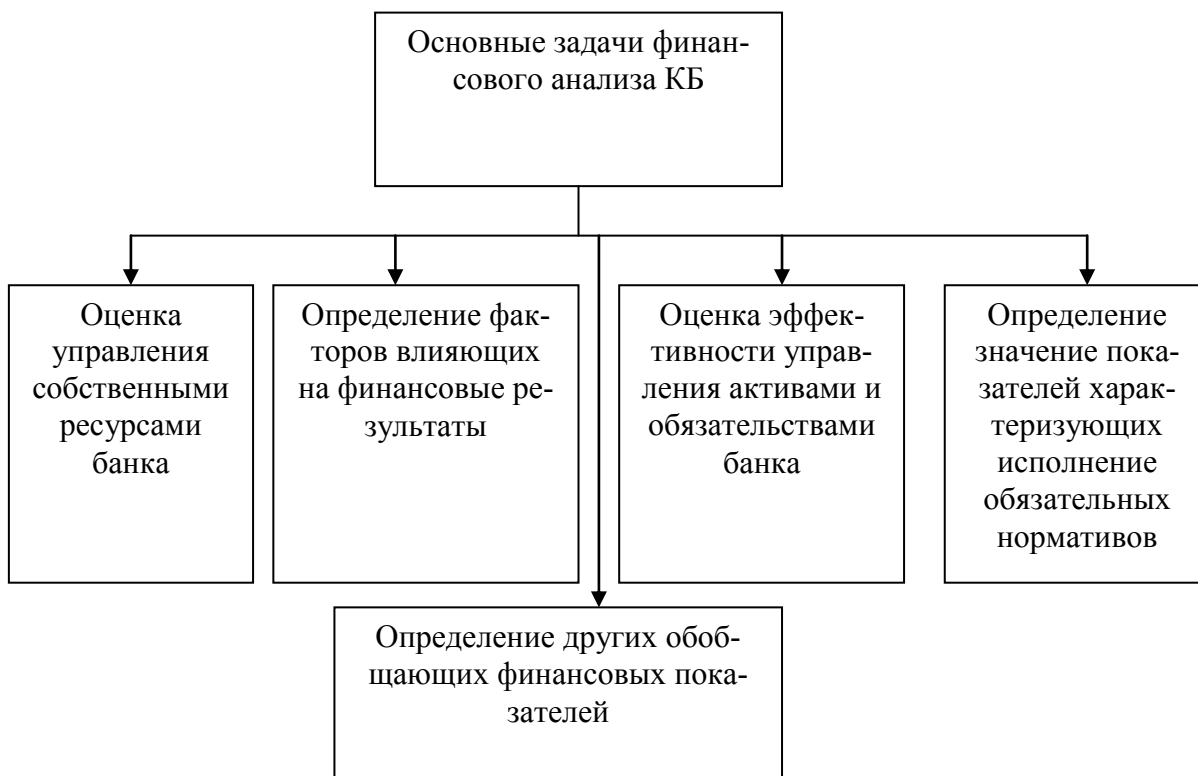 Основные задачи финан-
сового анализа КБ
Оценка
управления
собственными
ресурсами
банка
Определение фак-
торов влияющих
на финансовые ре-
зультаты
Оценка эффек-
тивности управ-
ления активами и
обязательствами
банка
Определение
значение пока-
зателей харак-
теризующих
исполнение
обязательных
нормативов
Определение других обоб-
щающих финансовых пока-
зателей